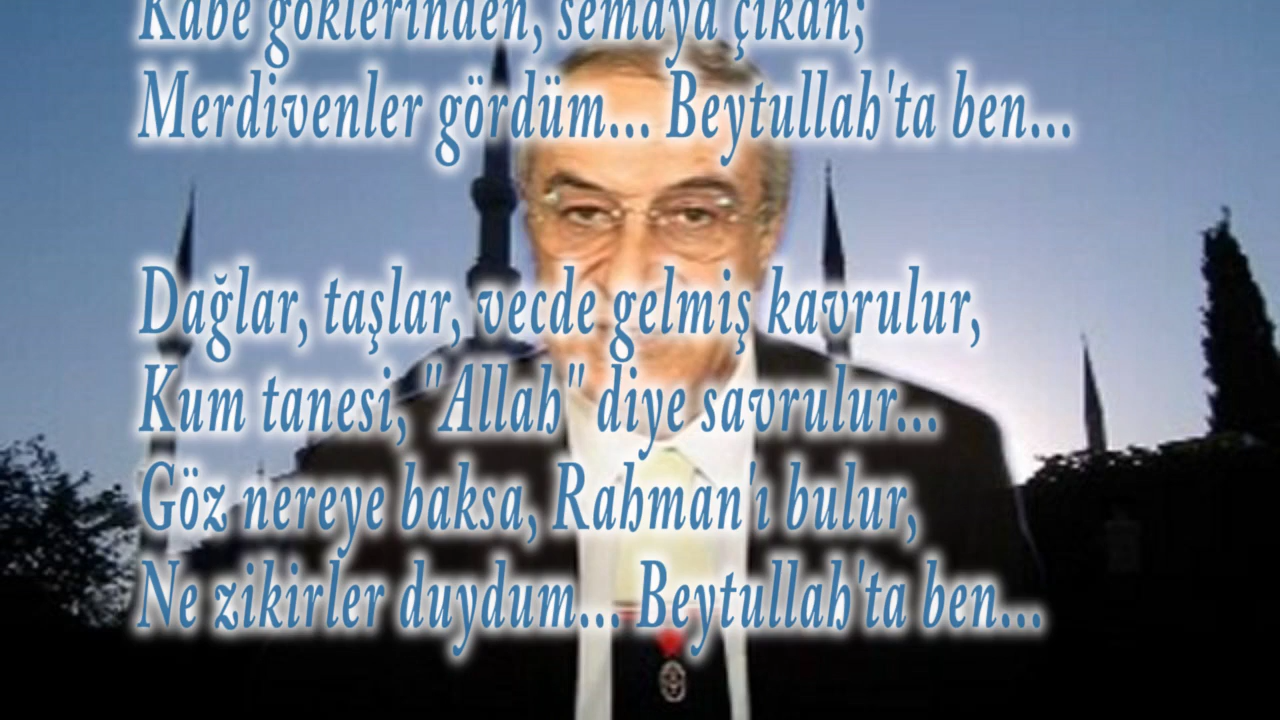 Kabe göklerinden, semaya çıkan;
Merdivenler gördüm... Beytullah'ta ben...
Dağlar, taşlar, vecde gelmiş kavrulur,
Kum tanesi, "Allah" diye savrulur...
Göz nereye baksa, Rahman'ı bulur,
Ne zikirler duydum... Beytullah'ta ben...